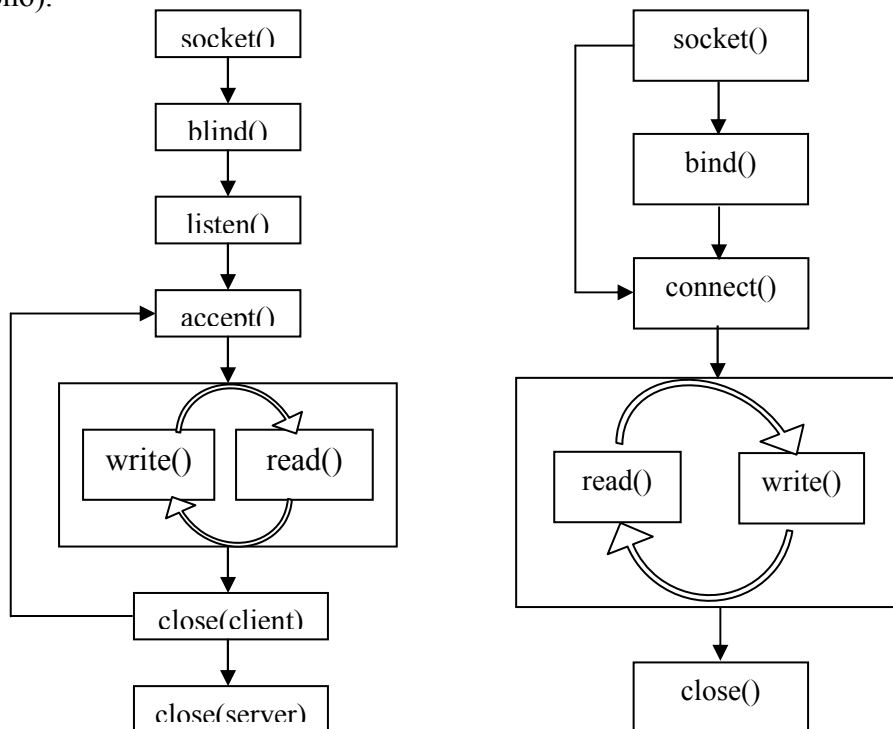 socket()
blind()
listen()
accept()
write() read()
close(client)
close(server)
socket()
bind()
connect()
read() write()
close()